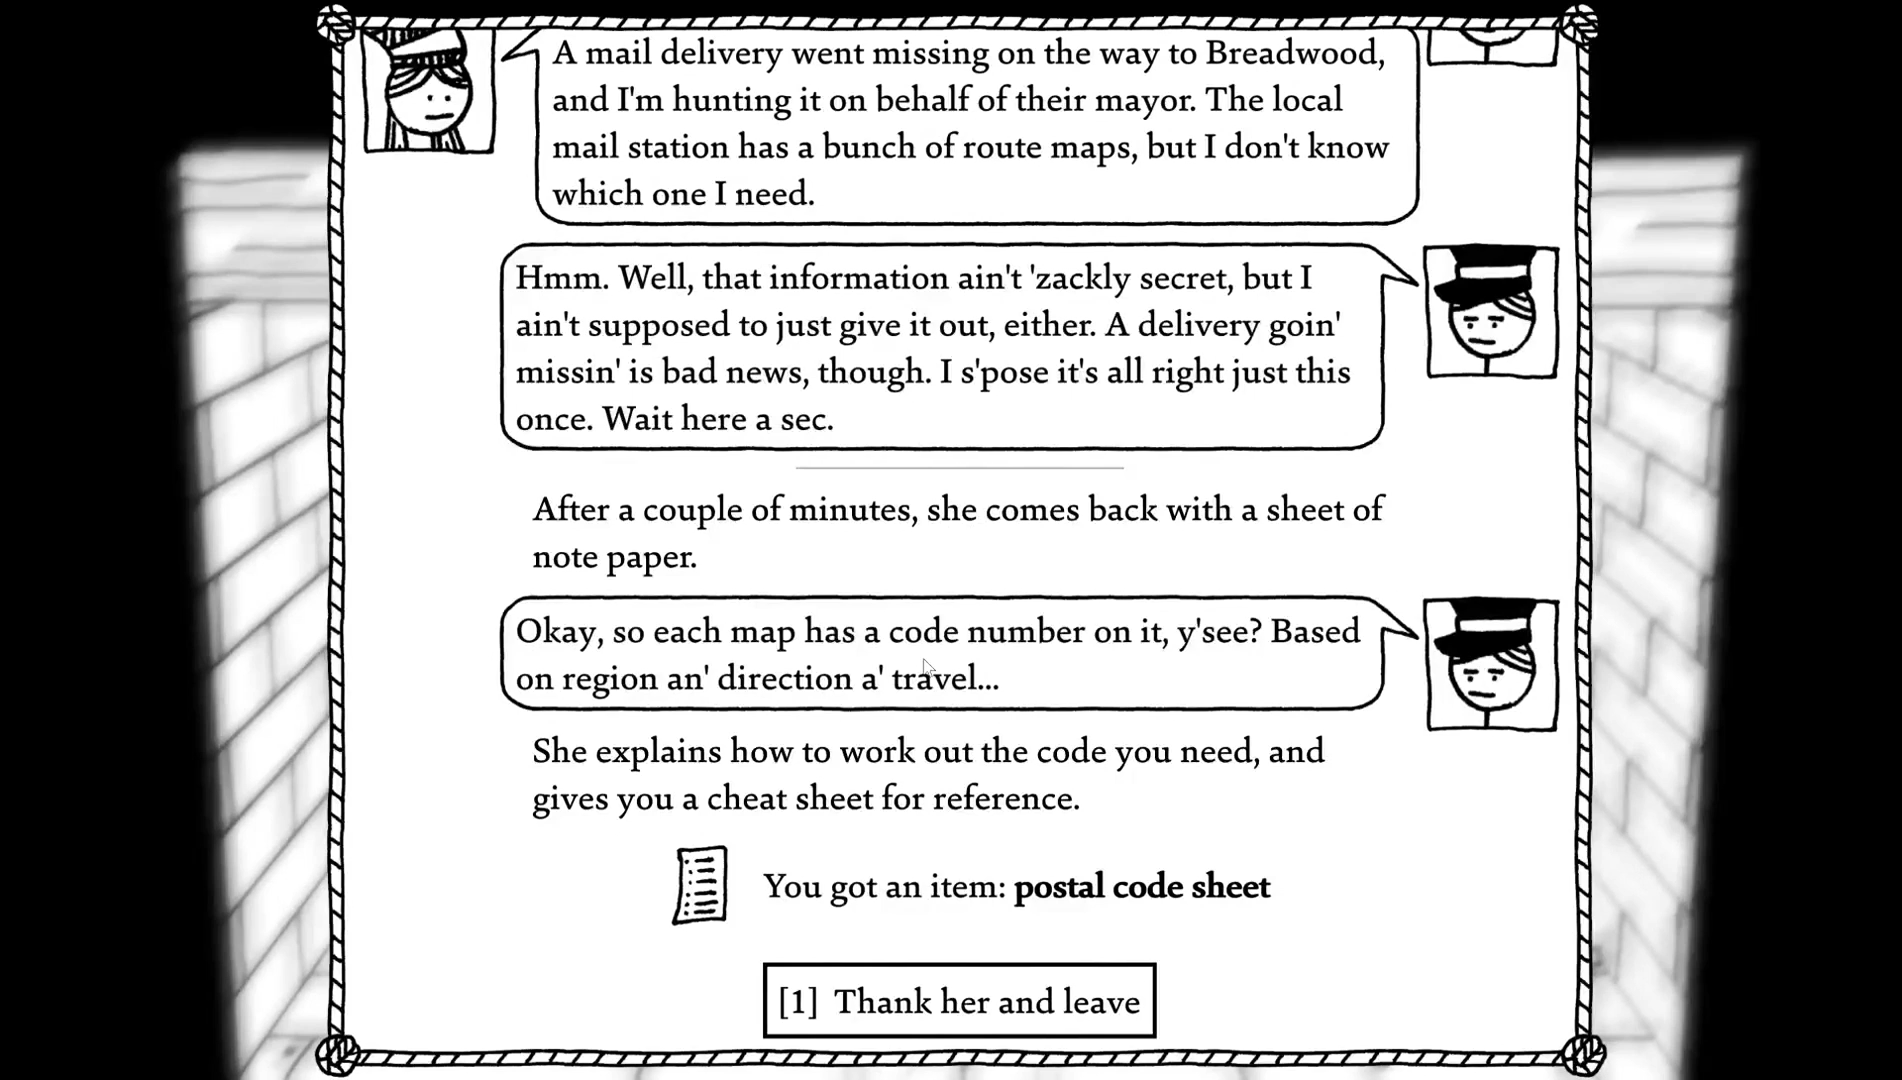 A mail delivery went missing on the way to Breadwood,
and I'm hunting it on behalf of their mayor. The local
mail station has a bunch of route maps, but I don't know
which one I need.
Hmm. Well, that information ain't 'zackly secret, but I
ain't supposed to just give it out, either. A delivery goin'
missin' is bad news, though. I s'pose it's all right just this
once. Wait here a sec.
After a couple of minutes, she comes back with a sheet of
note paper.
Okay, so each map has a code number on it, y'see? Based
on region an' direction a' travel...
She explains how to work out the code you need, and
gives you a cheat sheet for reference.
You got an item: postal code sheet
[1] Thank her and leave